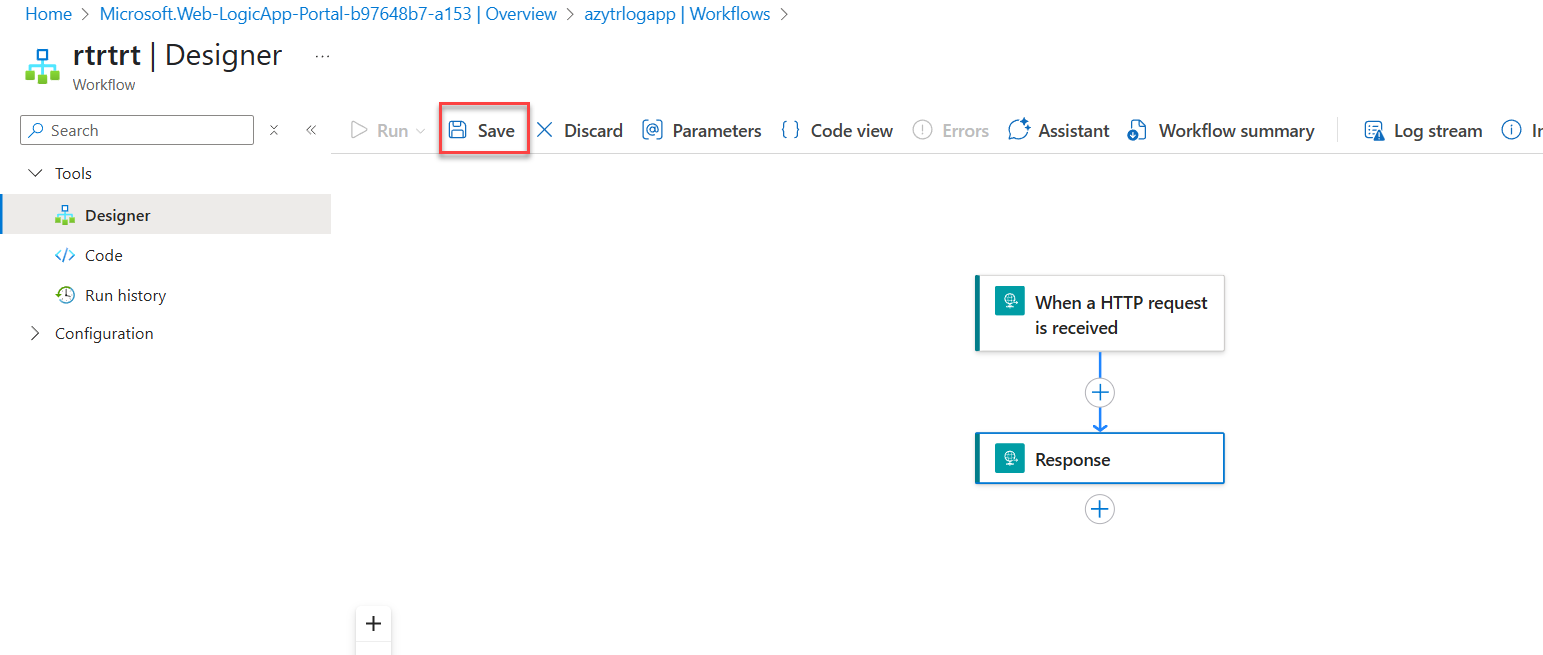 Home > Microsoft.Web-LogicApp-Portal-b97648b7-a153 | Overview > azytrlogapp | Workflows >
rtrtrt | Designer ...
Workflow
Search
Run Save Discard Parameters Code view Errors Assistant Workflow summary Log stream
Tools
Designer
Code
Run history
Configuration
When a HTTP request
is received
Response